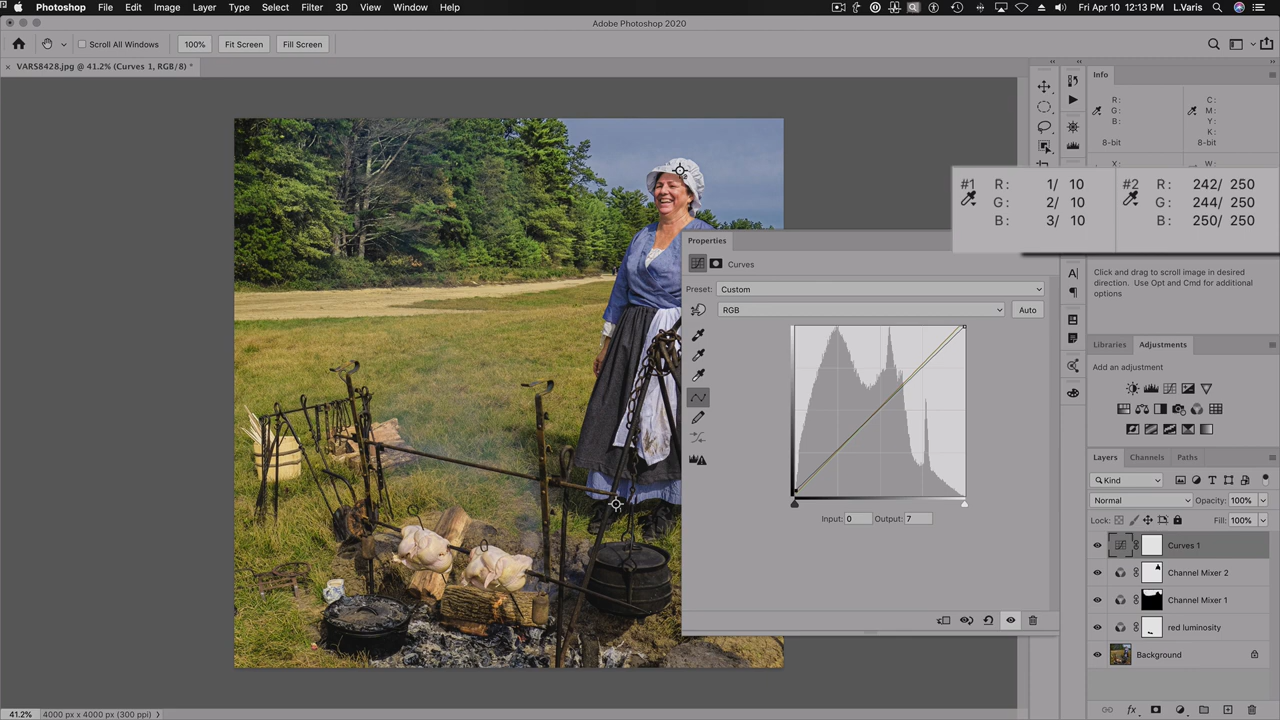 Photoshop File Edit Image Layer Type Select Filter 3D View Window Help Fri Apr 10 12:13 PM L.Varis
Adobe Photoshop 2020
Scroll All Windows 100% Fit Screen Fill Screen
× VARS8428.jpg @ 41.2% (Curves 1, RGB/8) *
Info
R: C:
G: M:
B: Y:
K:
8-bit 8-bit
X: W:
#1 R: 1/ 10 #2 R: 242/ 250
G: 2/ 10 G: 244/ 250
B: 3/ 10 B: 250/ 250
Properties
Curves
Preset: Custom
RGB Auto
Input: 0 Output: 7
Click and drag to scroll image in desired
direction. Use Opt and Cmd for additional
options
Libraries Adjustments
Add an adjustment
Layers Channels Paths
Kind
Normal Opacity: 100%
Lock: Fill: 100%
Curves 1
Channel Mixer 2
Channel Mixer 1
red luminosity
Background
41.2% 4000 px x 4000 px (300 ppi)